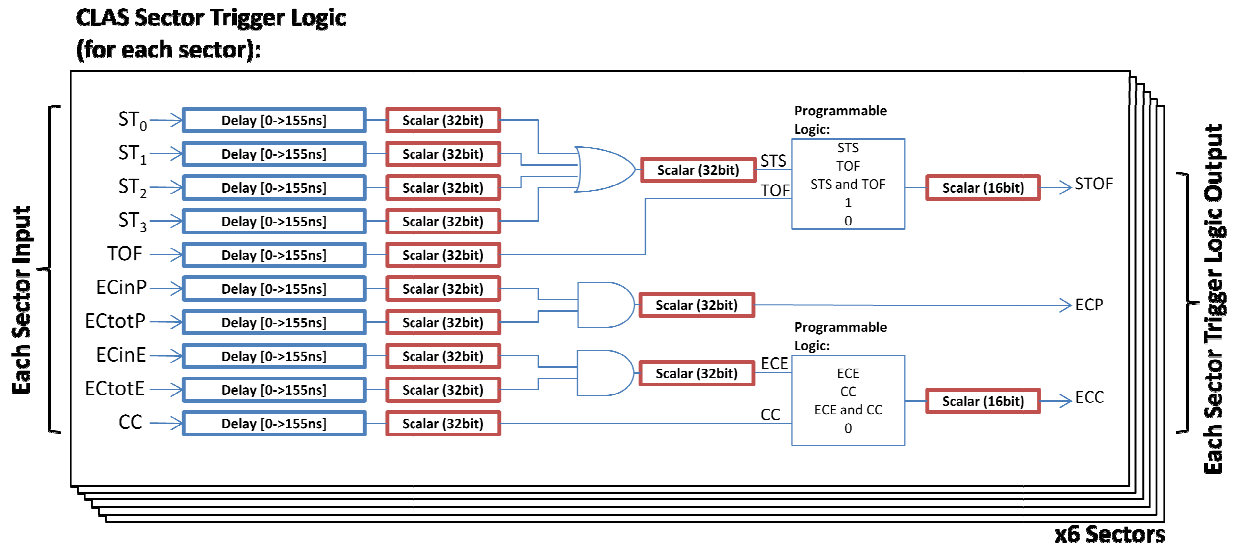 CLAS Sector Trigger Logic
(for each sector):
Each Sector Input
ST0
Delay [0->155ns]
Scalar (32bit)
ST1
Delay [0->155ns]
Scalar (32bit)
ST2
Delay [0->155ns]
Scalar (32bit)
ST3
Delay [0->155ns]
Scalar (32bit)
TOF
Delay [0->155ns]
Scalar (32bit)
ECinP
Delay [0->155ns]
Scalar (32bit)
ECtotP
Delay [0->155ns]
Scalar (32bit)
ECinE
Delay [0->155ns]
Scalar (32bit)
ECtotE
Delay [0->155ns]
Scalar (32bit)
CC
Delay [0->155ns]
Scalar (32bit)
Scalar (32bit)
STS
TOF
Programmable
Logic:
STS
TOF
STS and TOF
1
0
Scalar (16bit)
STOF
Scalar (32bit)
ECP
Scalar (32bit)
ECE
CC
Programmable
Logic:
ECE
CC
ECE and CC
0
Scalar (16bit)
ECC
Each Sector Trigger Logic Output
x6 Sectors